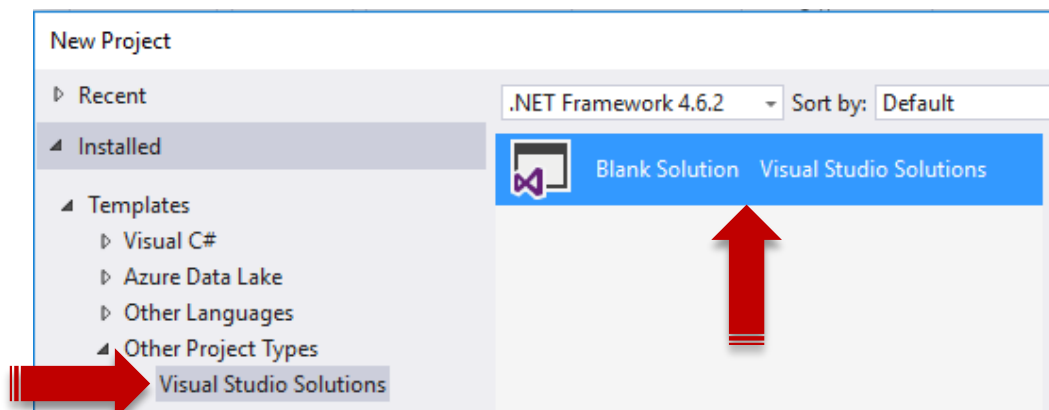 New Project
Recent
.NET Framework 4.6.2 Sort by: Default
Installed
Blank Solution Visual Studio Solutions
Templates
Visual C#
Azure Data Lake
Other Languages
Other Project Types
Visual Studio Solutions